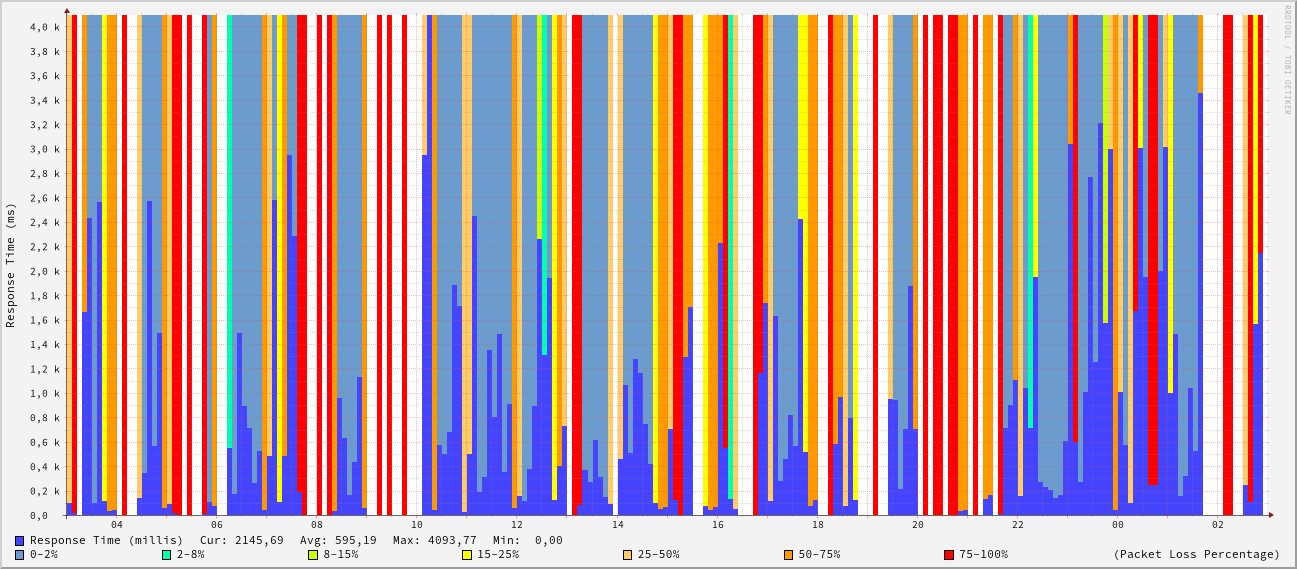 RRDTOOL / TOBI OETIKER
Response Time (ms)
4,0 k
3,8 k
3,6 k
3,4 k
3,2 k
3,0 k
2,8 k
2,6 k
2,4 k
2,2 k
2,0 k
1,8 k
1,6 k
1,4 k
1,2 k
1,0 k
0,8 k
0,6 k
0,4 k
0,2 k
0,0
04 06 08 10 12 14 16 18 20 22 00 02
Response Time (millis) Cur: 2145,69 Avg: 595,19 Max: 4093,77 Min: 0,00
0-2% 2-8% 8-15% 15-25% 25-50% 50-75% 75-100% (Packet Loss Percentage)